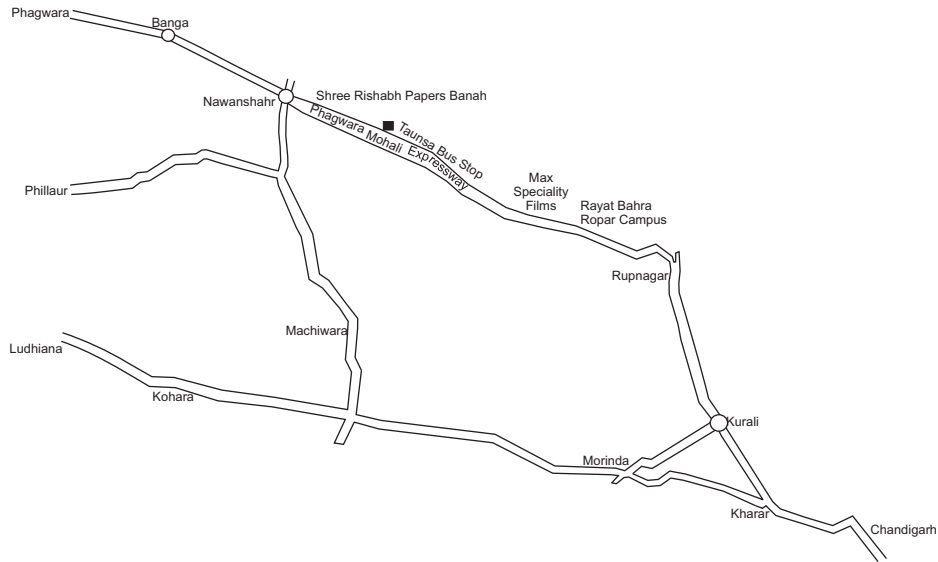 Phagwara
Banga
Nawanshahr
Shree Rishabh Papers Banah
Phagwara Mohali Expressway
Taunsa Bus Stop
Max
Speciality
Films
Rayat Bahra
Ropar Campus
Phillaur
Rupnagar
Machiwara
Ludhiana
Kohara
Kurali
Morinda
Kharar
Chandigarh